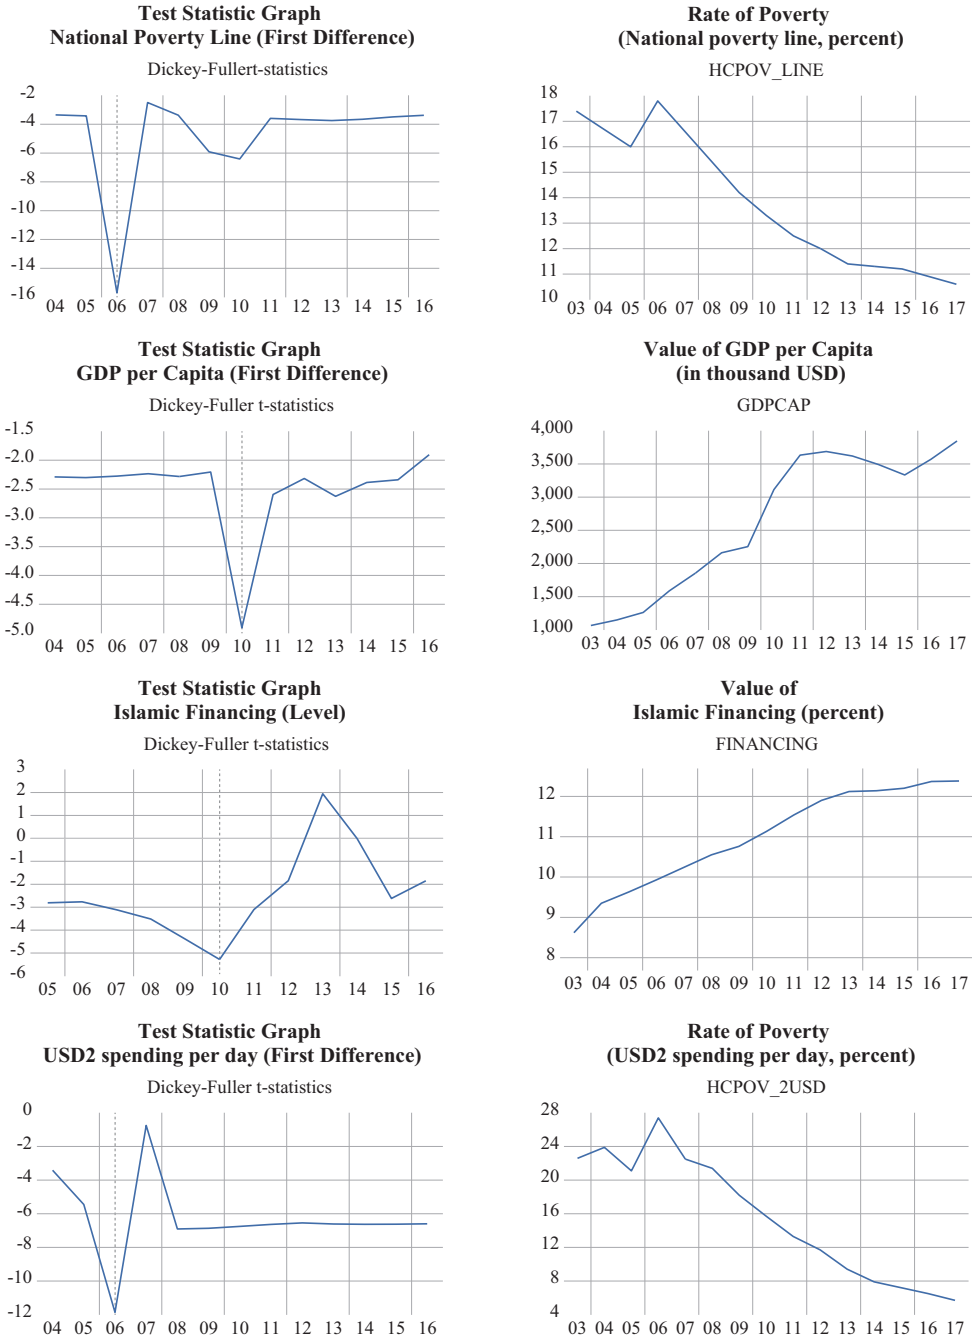 Test Statistic Graph
National Poverty Line (First Difference)
Dickey-Fullert-statistics
-2
-4
-6
-8
-10
-12
-14
-16
04 05 06 07 08 09 10 11 12 13 14 15 16
Rate of Poverty
(National poverty line, percent)
HCPOV_LINE
18
17
16
15
14
13
12
11
10
03 04 05 06 07 08 09 10 11 12 13 14 15 16 17
Test Statistic Graph
GDP per Capita (First Difference)
Dickey-Fuller t-statistics
-1.5
-2.0
-2.5
-3.0
-3.5
-4.0
-4.5
-5.0
04 05 06 07 08 09 10 11 12 13 14 15 16
Value of GDP per Capita
(in thousand USD)
GDPCAP
4,000
3,500
3,000
2,500
2,000
1,500
1,000
03 04 05 06 07 08 09 10 11 12 13 14 15 16 17
Test Statistic Graph
Islamic Financing (Level)
Dickey-Fuller t-statistics
3
2
1
0
-1
-2
-3
-4
-5
-6
05 06 07 08 09 10 11 12 13 14 15 16
Value of
Islamic Financing (percent)
FINANCING
12
11
10
9
8
03 04 05 06 07 08 09 10 11 12 13 14 15 16 17
Test Statistic Graph
USD2 spending per day (First Difference)
Dickey-Fuller t-statistics
0
-2
-4
-6
-8
-10
-12
04 05 06 07 08 09 10 11 12 13 14 15 16
Rate of Poverty
(USD2 spending per day, percent)
HCPOV_2USD
28
24
20
16
12
8
4
03 04 05 06 07 08 09 10 11 12 13 14 15 16 17